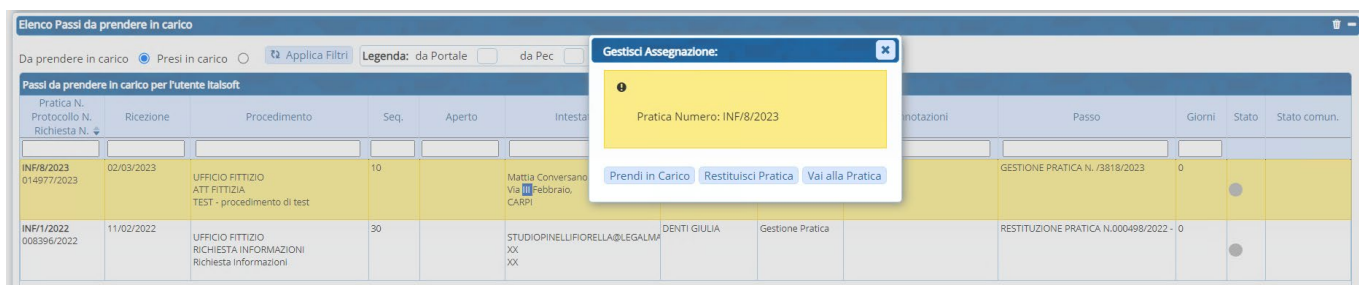 Elenco Passi da prendere in carico
Da prendere in carico Presi in carico Applica Filtri Legenda: da Portale da Pec
Gestisci Assegnazione:
Pratica Numero: INF/8/2023
Prendi in Carico Restituisci Pratica Vai alla Pratica
Passi da prendere in carico per l'utente italsoft
Pratica N.
Protocollo N.
Richiesta N.
Ricezione Procedimento Seq. Aperto Intesta notazioni Passo Giorni Stato Stato comun.
INF/8/2023
014977/2023
02/03/2023
UFFICIO FITTIZIO
ATT FITTIZIA
TEST - procedimento di test
10
Mattia Conversano
Via III Febbraio,
CARPI
GESTIONE PRATICA N. /3818/2023
0
INF/1/2022
008396/2022
11/02/2022
UFFICIO FITTIZIO
RICHIESTA INFORMAZIONI
Richiesta Informazioni
30
STUDIOPINELLIFIORELLA@LEGALMA
XX
XX
DENTI GIULIA
Gestione Pratica
RESTITUZIONE PRATICA N.000498/2022 -
0